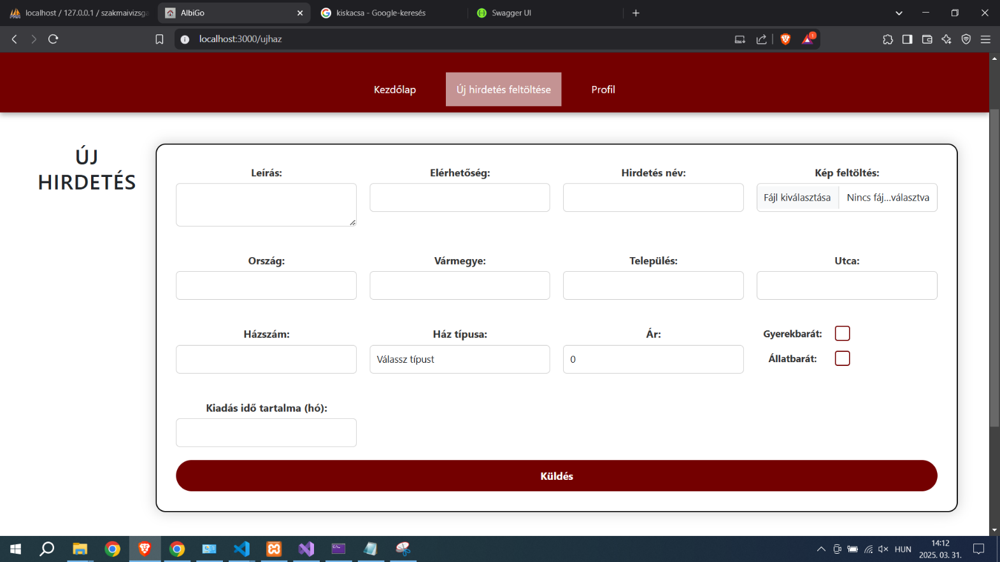 localhost / 127.0.0.1 / szakmaivizsga
AlbiGo
kiskacsa - Google-keresés
Swagger UI
localhost:3000/ujhaz
1
Kezdőlap
Új hirdetés feltöltése
Profil
ÚJ
HIRDETÉS
Leírás:
Elérhetőség:
Hirdetés név:
Kép feltöltés:
Fájl kiválasztása
Nincs fáj...választva
Ország:
Vármegye:
Település:
Utca:
Házszám:
Ház típusa:
Ár:
Gyerekbarát:
Válassz típust
0
Állatbarát:
Kiadás idő tartalma (hó):
Küldés
HUN
14:12
2025. 03. 31.